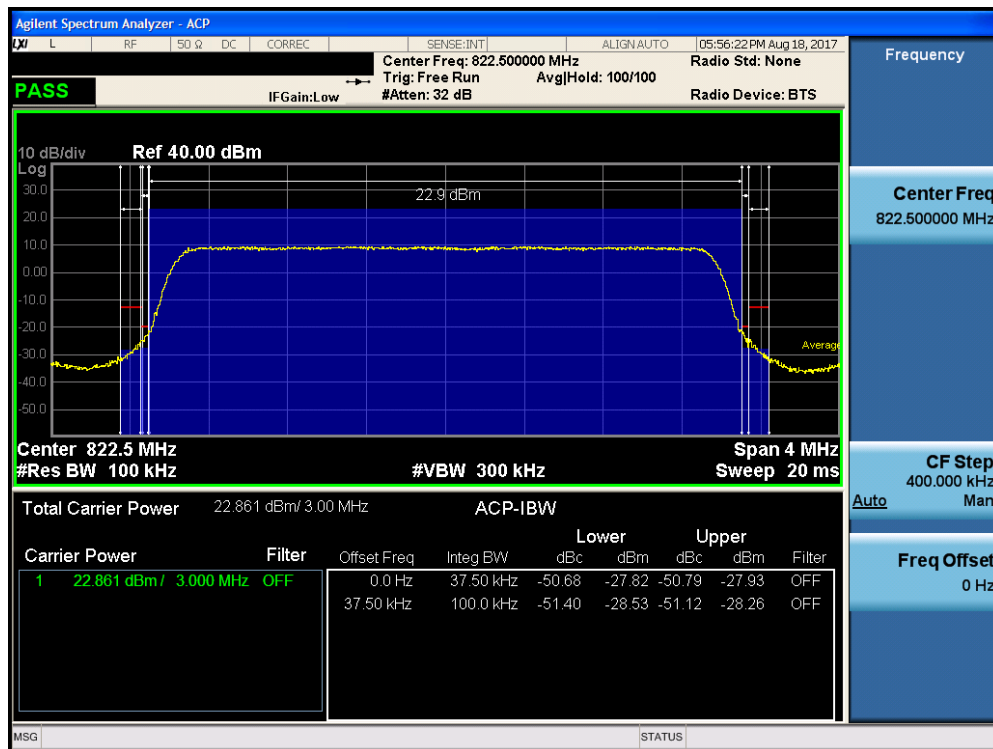 Agilent Spectrum Analyzer - ACP
LXI L RF 50 Ω DC CORREC SENSE:INT ALIGN AUTO 05:56:22 PM Aug 18, 2017
Center Freq: 822.500000 MHz Radio Std: None
Trig: Free Run Avg|Hold: 100/100
PASS IFGain:Low #Atten: 32 dB Radio Device: BTS
10 dB/div Ref 40.00 dBm
Log
30.0
22.9 dBm
20.0
10.0
0.00
-10.0
-20.0
-30.0
Average
-40.0
-50.0
Center 822.5 MHz Span 4 MHz
#Res BW 100 kHz #VBW 300 kHz Sweep 20 ms
Total Carrier Power 22.861 dBm/ 3.00 MHz ACP-IBW
Lower Upper
Carrier Power Filter Offset Freq Integ BW dBc dBm dBc dBm Filter
1 22.861 dBm / 3.000 MHz OFF 0.0 Hz 37.50 kHz -50.68 -27.82 -50.79 -27.93 OFF
37.50 kHz 100.0 kHz -51.40 -28.53 -51.12 -28.26 OFF
MSG STATUS
Frequency
Center Freq
822.500000 MHz
CF Step
400.000 kHz
Auto Man
Freq Offset
0 Hz